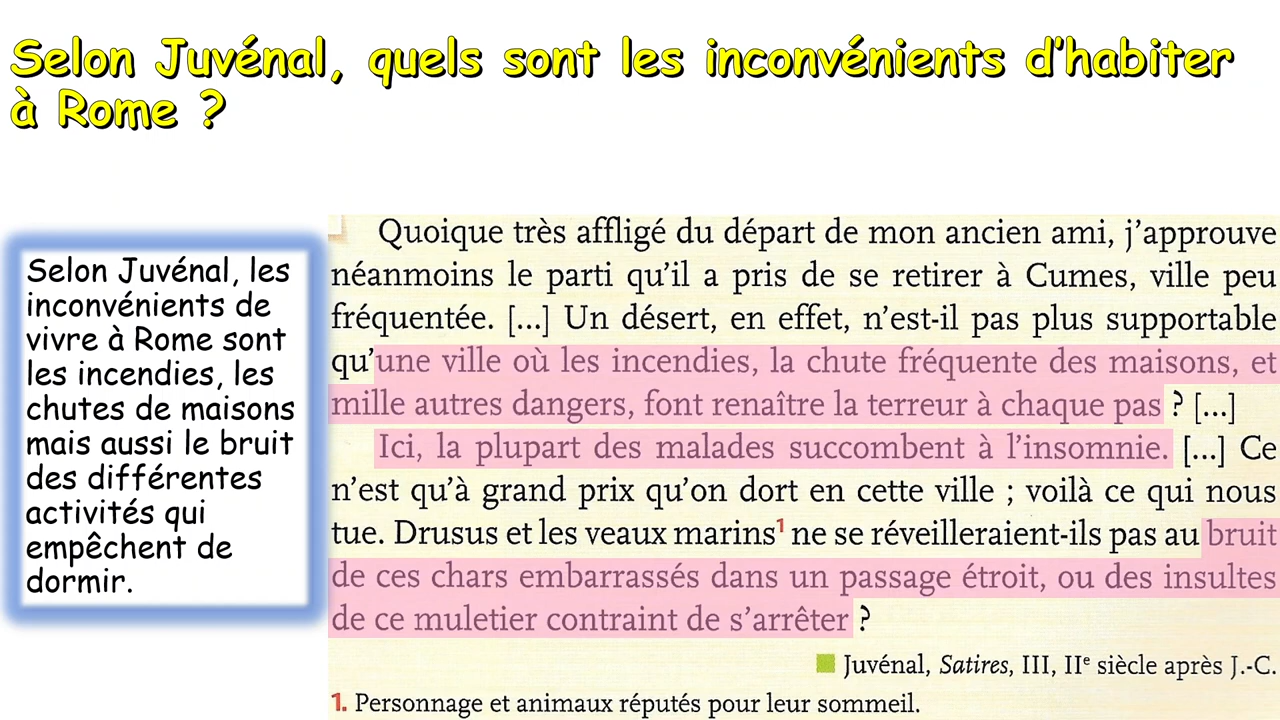 Selon Juvénal, quels sont les inconvénients d'habiter
à Rome ?
Selon Juvénal, les
inconvénients de
vivre à Rome sont
les incendies, les
chutes de maisons
mais aussi le bruit
des différentes
activités qui
empêchent de
dormir.
Quoique très affligé du départ de mon ancien ami, j'approuve
néanmoins le parti qu'il a pris de se retirer à Cumes, ville peu
fréquentée. [...] Un désert, en effet, n'est-il pas plus supportable
qu'une ville où les incendies, la chute fréquente des maisons, et
mille autres dangers, font renaître la terreur à chaque pas ? [...]
Ici, la plupart des malades succombent à l'insomnie. [...] Ce
n'est qu'à grand prix qu'on dort en cette ville ; voilà ce qui nous
tue. Drusus et les veaux marins¹ ne se réveilleraient-ils pas au bruit
de ces chars embarrassés dans un passage étroit, ou des insultes
de ce muletier contraint de s'arrêter ?
Juvénal, Satires, III, IIᵉ siècle après J.-C.
1. Personnage et animaux réputés pour leur sommeil.